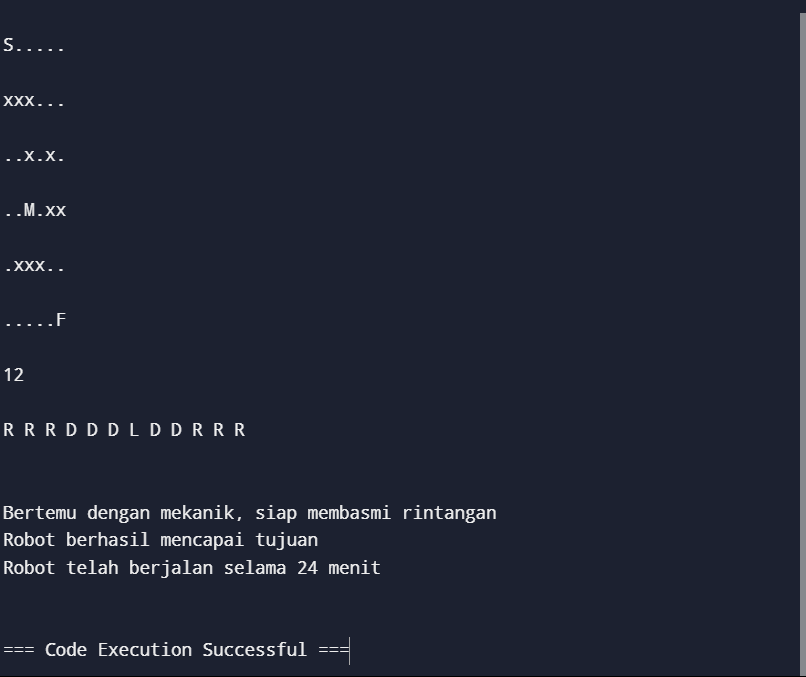 S.....
xxx...
..x.x.
..M.xx
.xxx..
.....F
12
R R R D D D L D D R R R
Bertemu dengan mekanik, siap membasmi rintangan
Robot berhasil mencapai tujuan
Robot telah berjalan selama 24 menit
=== Code Execution Successful ===